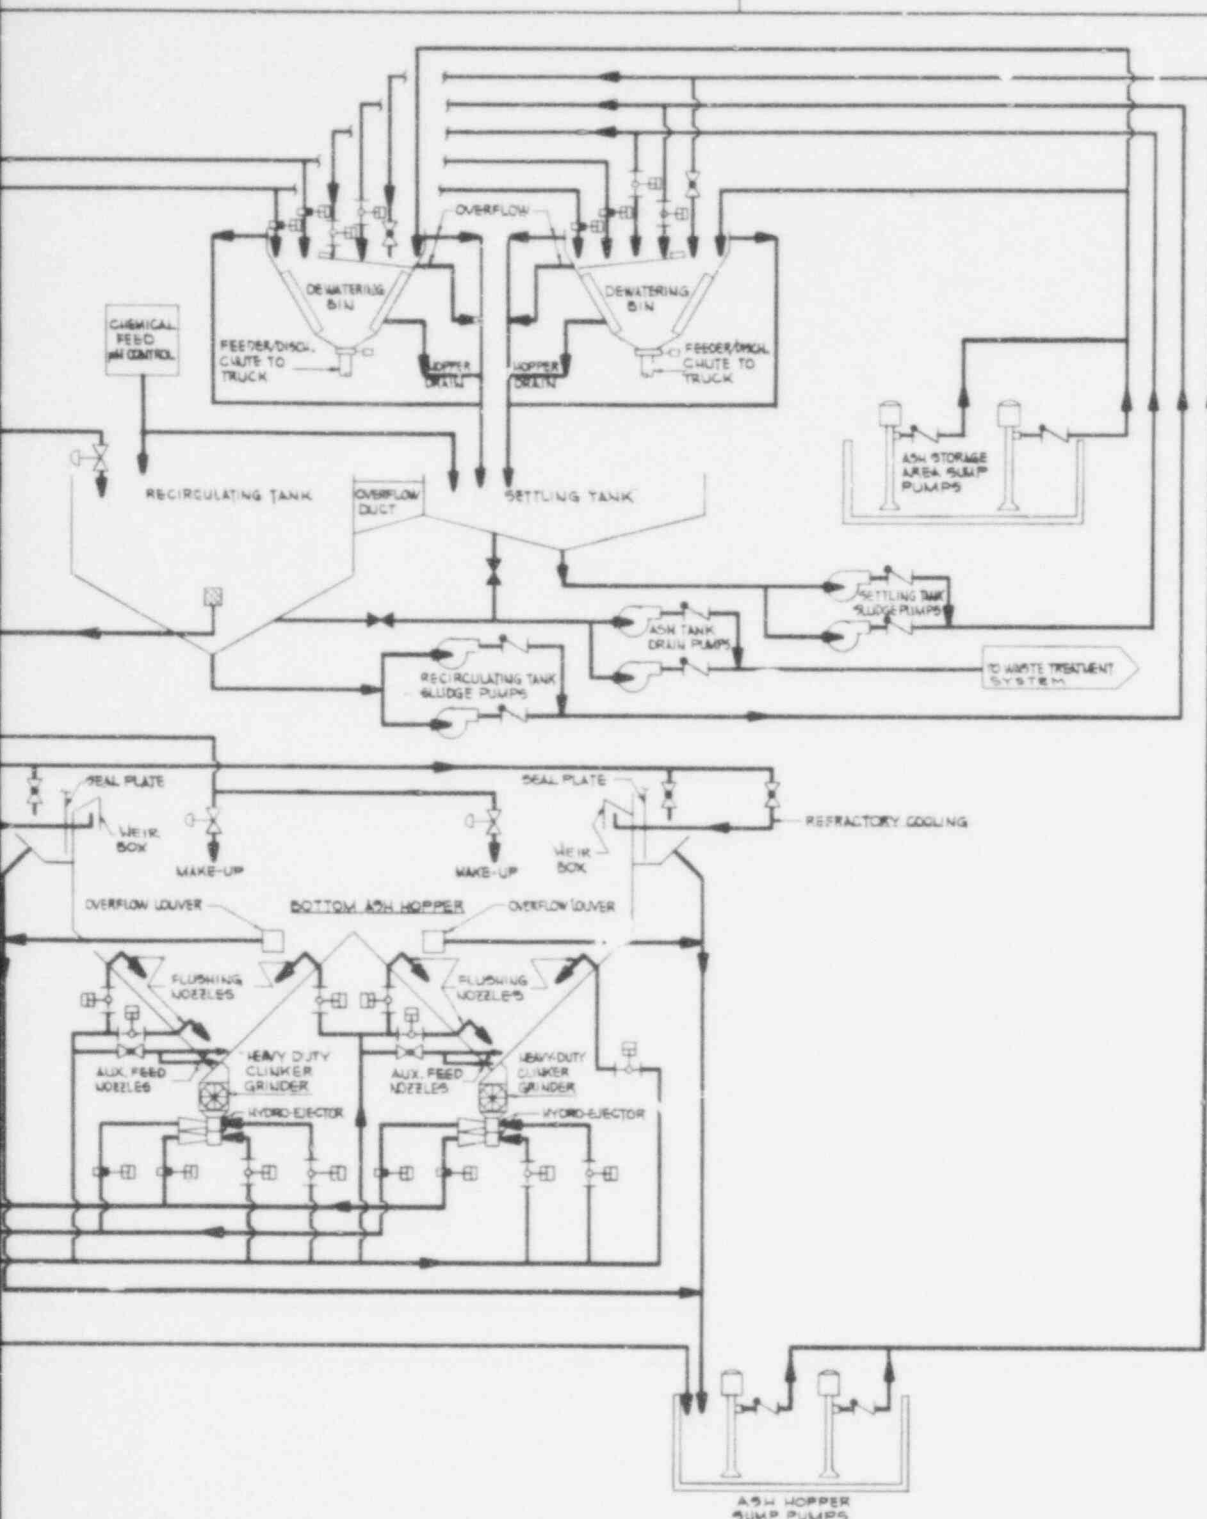 OVERFLOW
DEWATERING
BIN
DEWATERING
BIN
CHEMICAL
FEED
pH CONTROL
FEEDER/DISCH.
CHUTE TO
TRUCK
HOPPER
DRAIN
HOPPER
DRAIN
FEEDER/DISCH.
CHUTE TO
TRUCK
ASH STORAGE
AREA SUMP
PUMPS
RECIRCULATING TANK
OVERFLOW
DUCT
SETTLING TANK
SETTLING TANK
SLUDGE PUMPS
ASH TANK
DRAIN PUMPS
RECIRCULATING TANK
SLUDGE PUMPS
TO WASTE TREATMENT
SYSTEM
SEAL PLATE
SEAL PLATE
WEIR
BOX
MAKE-UP
MAKE-UP
WEIR
BOX
REFRACTORY COOLING
OVERFLOW LOUVER
BOTTOM ASH HOPPER
OVERFLOW LOUVER
FLUSHING
NOZZLES
FLUSHING
NOZZLES
AUX. FEED
NOZZLES
HEAVY DUTY
CLINKER
GRINDER
AUX. FEED
NOZZLES
HEAVY-DUTY
CLINKER
GRINDER
HYDRO-EJECTOR
HYDRO-EJECTOR
ASH HOPPER
SUMP PUMPS